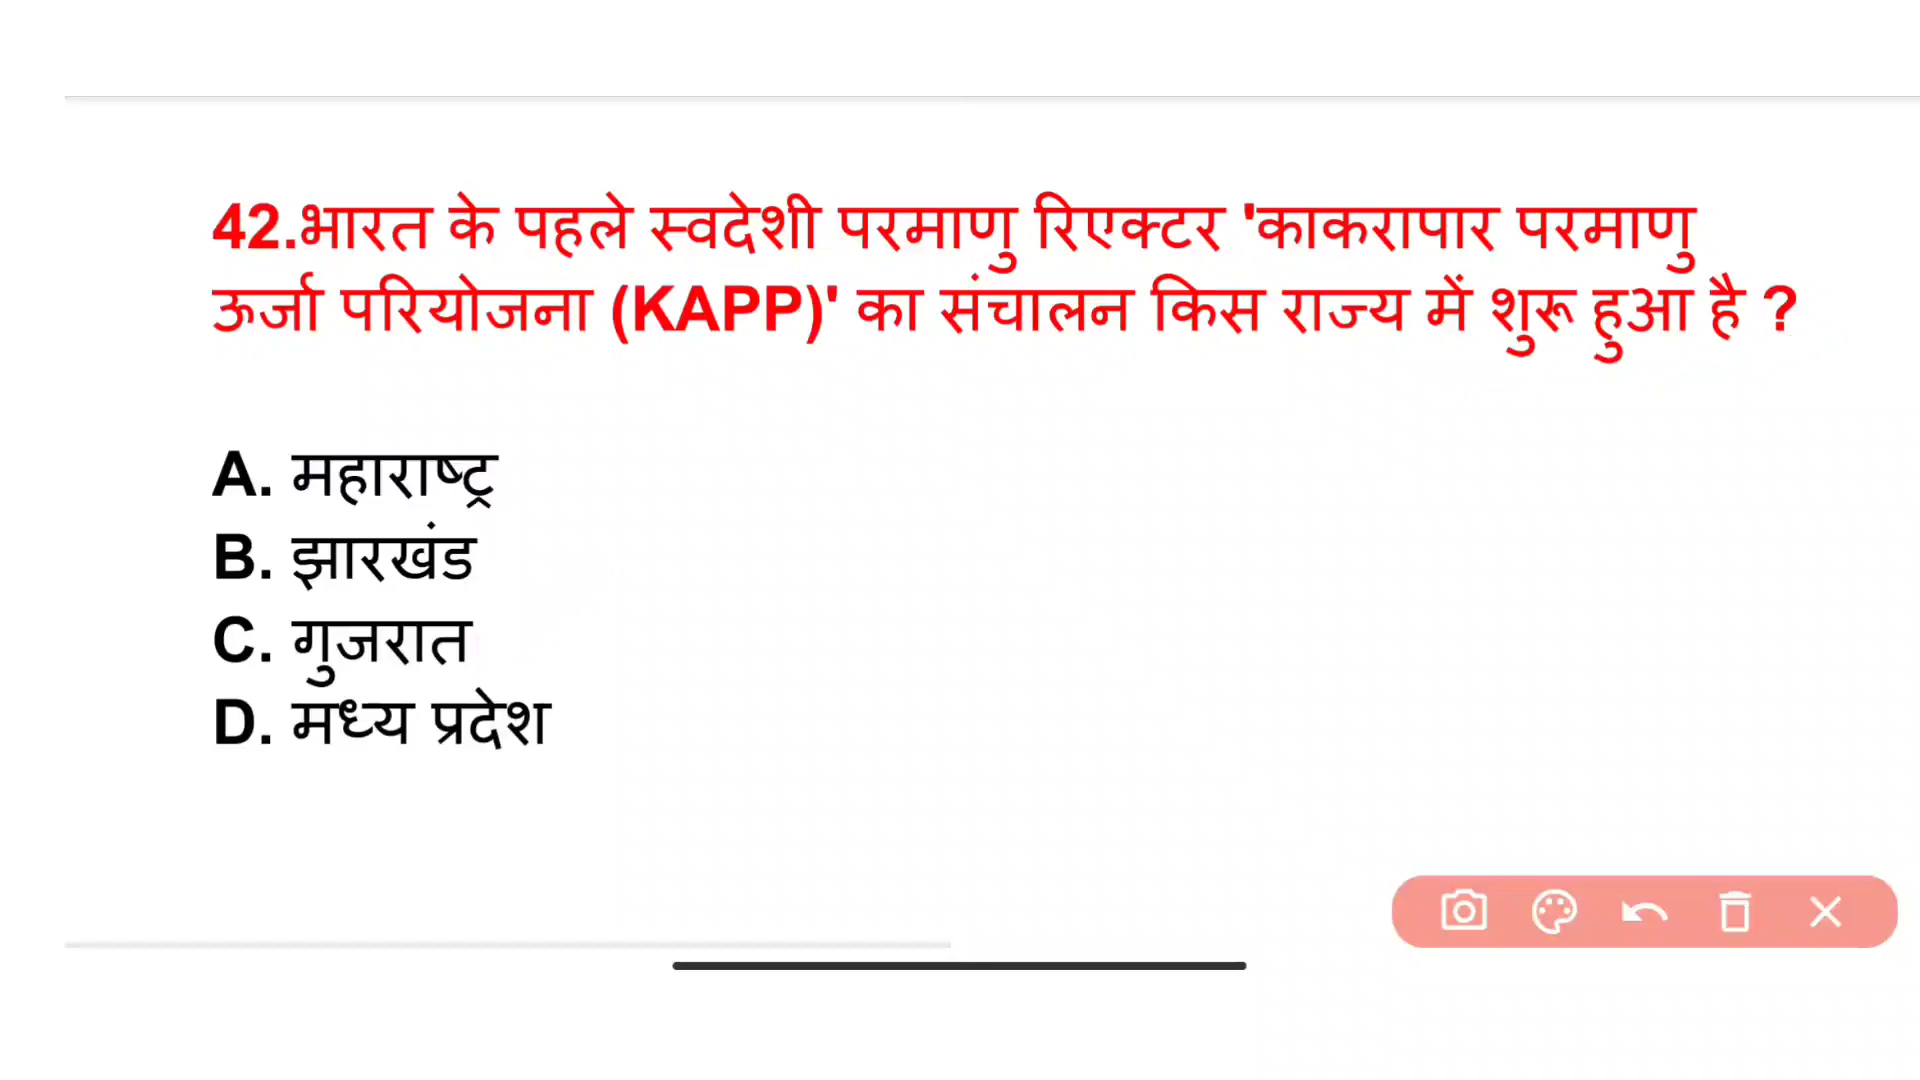 42.भारत के पहले स्वदेशी परमाणु रिएक्टर 'काकरापार परमाणु
ऊर्जा परियोजना (KAPP)' का संचालन किस राज्य में शुरू हुआ है ?
A. महाराष्ट्र
B. झारखंड
C. गुजरात
D. मध्य प्रदेश